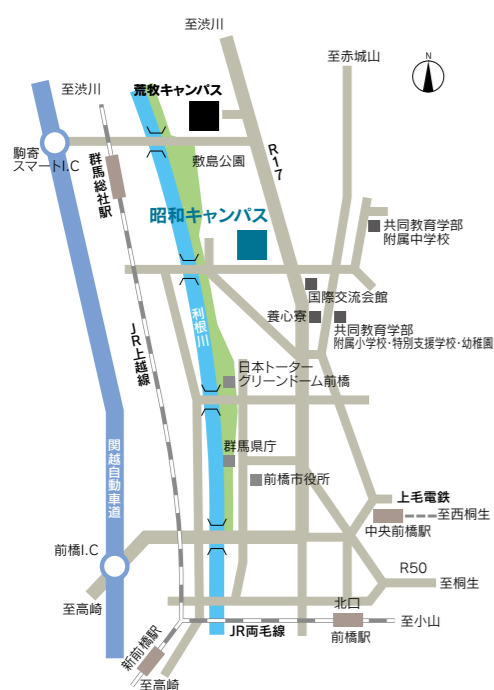 至渋川
至赤城山
N
至渋川
荒牧キャンパス
駒寄
スマートI.C
群馬総社駅
敷島公園
R17
昭和キャンパス
共同教育学部
附属中学校
国際交流会館
養心寮
共同教育学部
附属小学校・特別支援学校・幼稚園
利根川
JR上越線
日本トーター
グリーンドーム前橋
関越自動車道
群馬県庁
前橋市役所
上毛電鉄
至西桐生
中央前橋駅
前橋I.C
R50
至桐生
至高崎
北口
JR両毛線
前橋駅
至小山
新前橋駅
至高崎